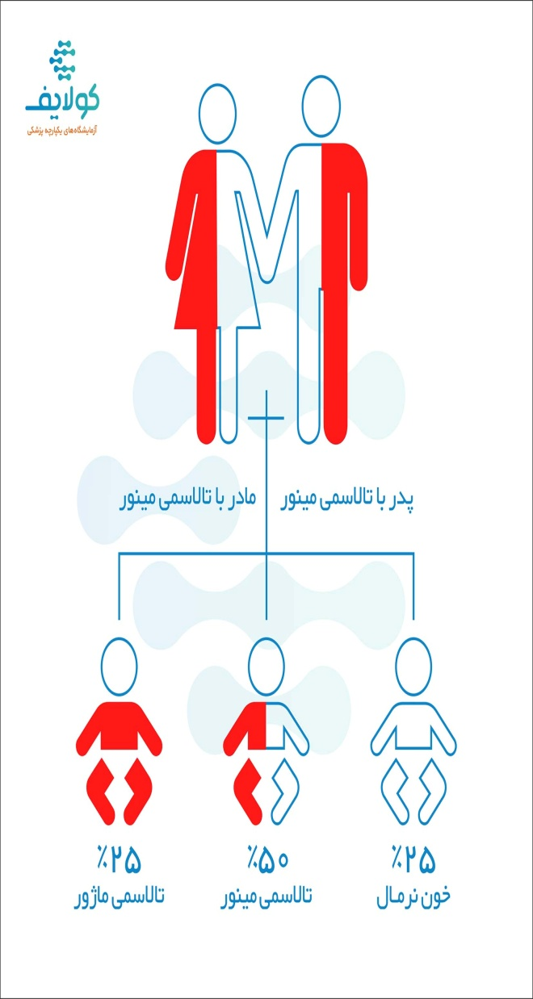 کولایف
آزمایشگاه‌های یکپارچه پزشکی
پدر با تالاسمی مینور
مادر با تالاسمی مینور
٪۲۵
خون نرمال
٪۵۰
تالاسمی مینور
٪۲۵
تالاسمی ماژور